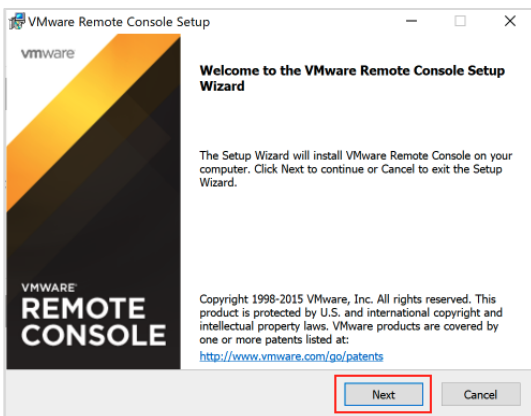 VMware Remote Console Setup
vmware
Welcome to the VMware Remote Console Setup
Wizard
The Setup Wizard will install VMware Remote Console on your
computer. Click Next to continue or Cancel to exit the Setup
Wizard.
VMWARE
REMOTE
CONSOLE
Copyright 1998-2015 VMware, Inc. All rights reserved. This
product is protected by U.S. and international copyright and
intellectual property laws. VMware products are covered by
one or more patents listed at:
http://www.vmware.com/go/patents
Next
Cancel